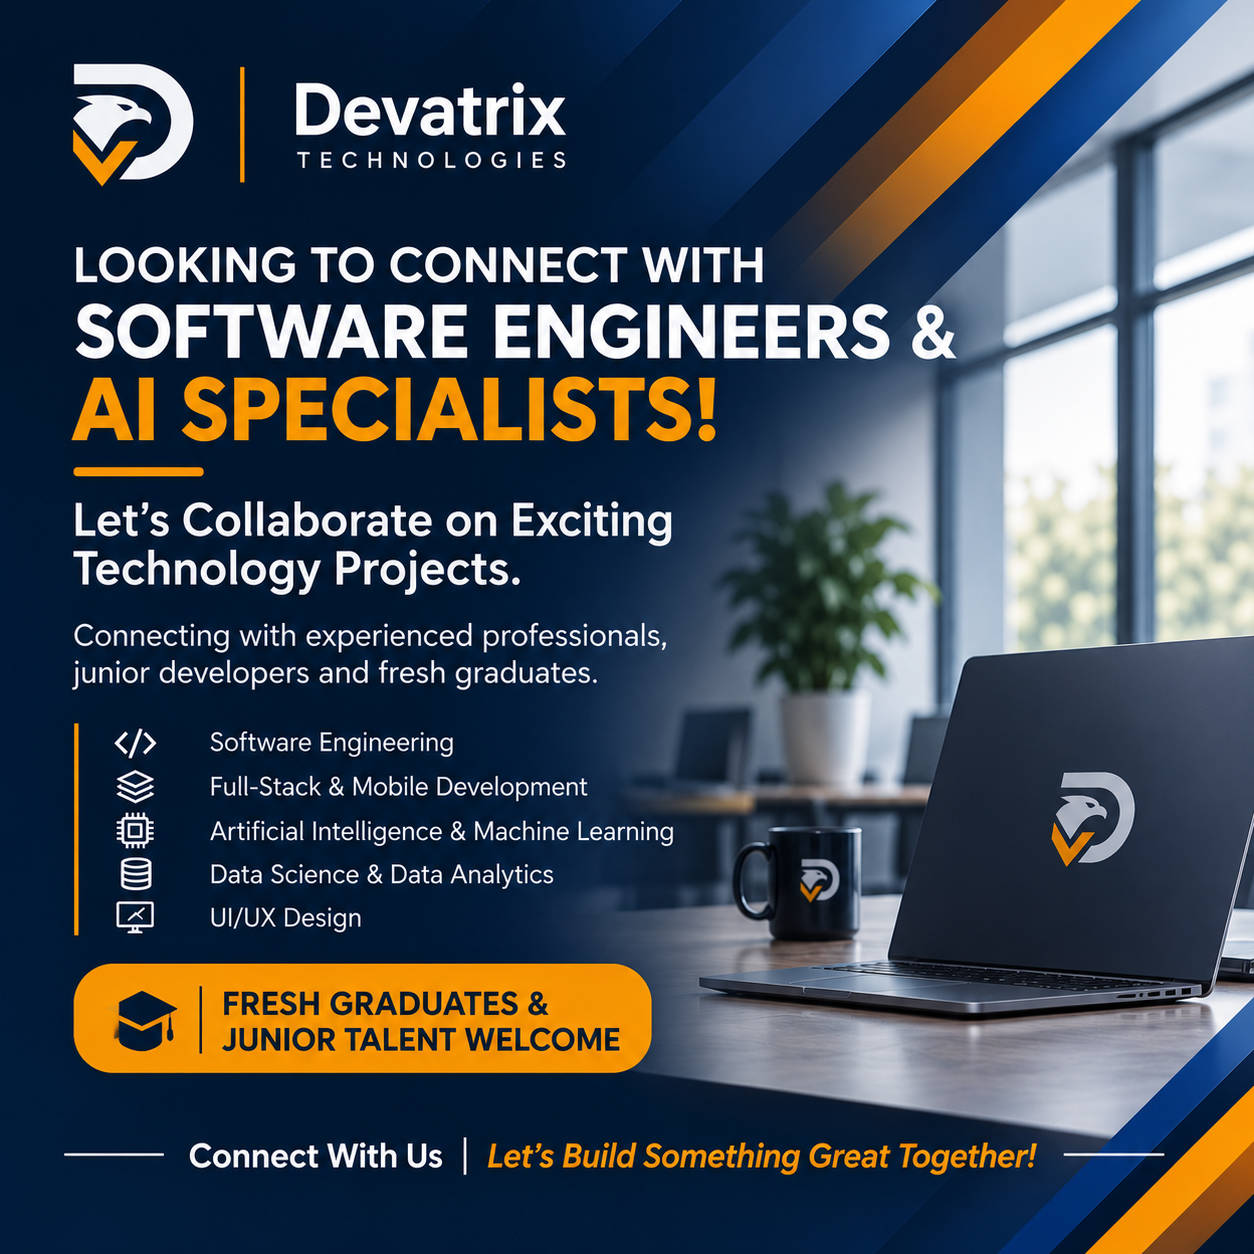 Devatrix
TECHNOLOGIES
LOOKING TO CONNECT WITH
SOFTWARE ENGINEERS &
AI SPECIALISTS!
Let's Collaborate on Exciting
Technology Projects.
Connecting with experienced professionals,
junior developers and fresh graduates.
Software Engineering
Full-Stack & Mobile Development
Artificial Intelligence & Machine Learning
Data Science & Data Analytics
UI/UX Design
FRESH GRADUATES &
JUNIOR TALENT WELCOME
Connect With Us | Let's Build Something Great Together!